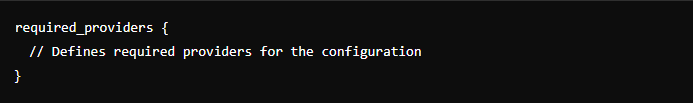 required_providers {
  // Defines required providers for the configuration
}